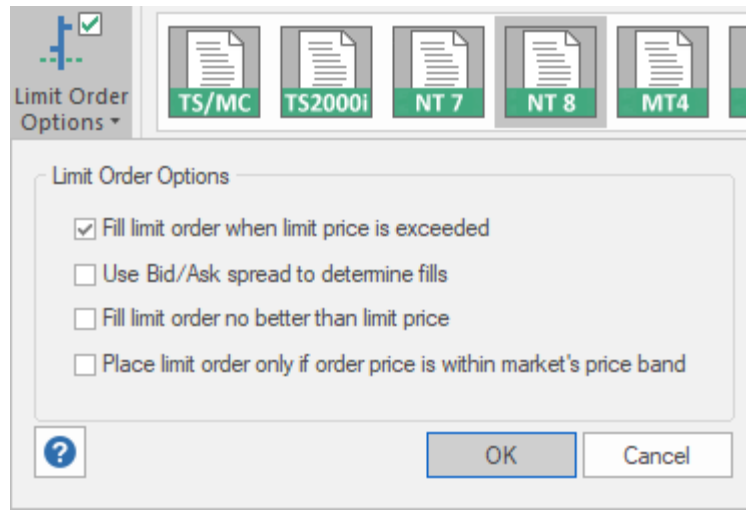 Limit Order
Options
TS/MC
TS2000i
NT 7
NT 8
MT4
Limit Order Options
Fill limit order when limit price is exceeded
Use Bid/Ask spread to determine fills
Fill limit order no better than limit price
Place limit order only if order price is within market's price band
?
OK
Cancel